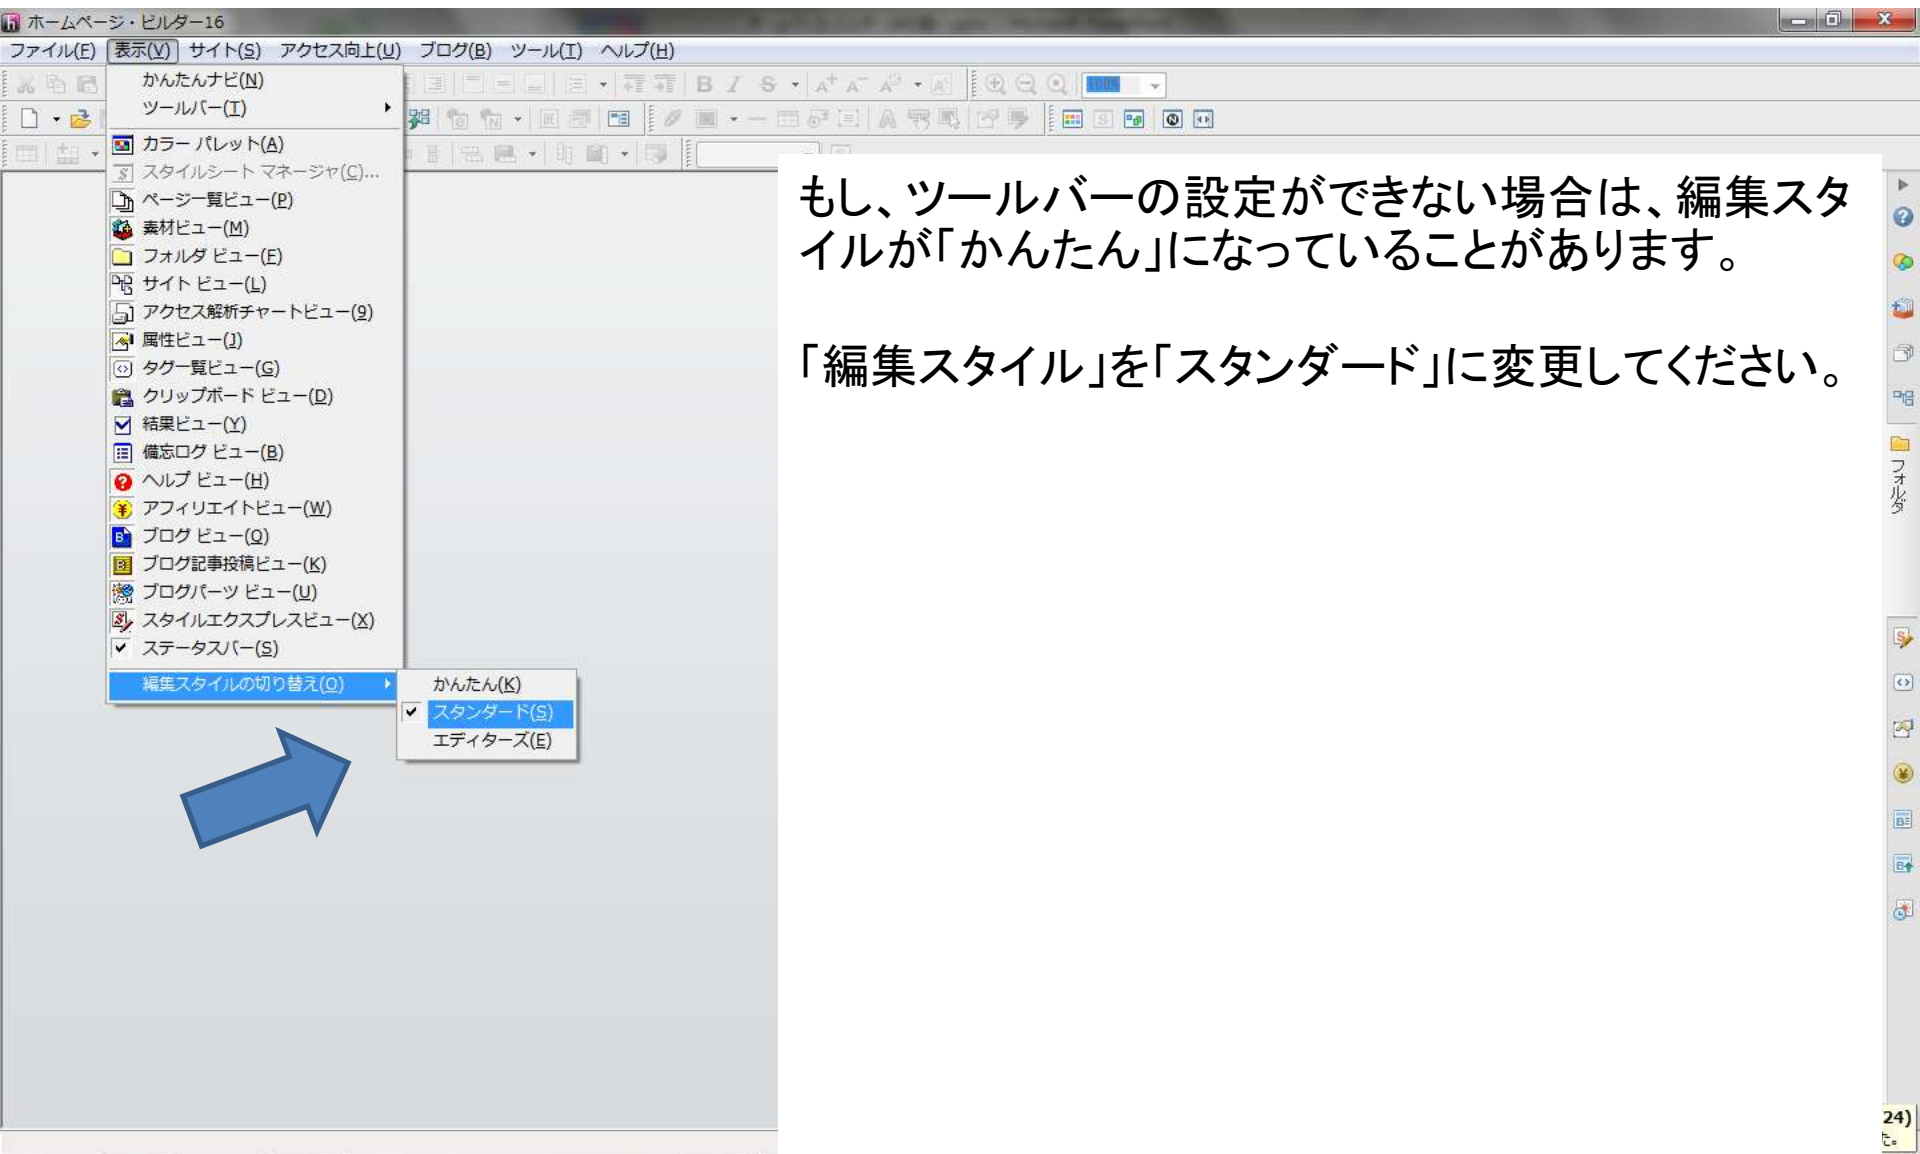 ホームページ・ビルダー16
ファイル(F) 表示(V) サイト(S) アクセス向上(U) ブログ(B) ツール(T) ヘルプ(H)
かんたんナビ(N)
ツールバー(T)
カラー パレット(A)
スタイルシート マネージャ(C)...
ページ一覧ビュー(P)
素材ビュー(M)
フォルダ ビュー(F)
サイト ビュー(L)
アクセス解析チャートビュー(9)
属性ビュー(J)
タグ一覧ビュー(G)
クリップボード ビュー(D)
結果ビュー(Y)
備忘ログ ビュー(B)
ヘルプ ビュー(H)
アフィリエイトビュー(W)
ブログ ビュー(Q)
ブログ記事投稿ビュー(K)
ブログパーツ ビュー(U)
スタイルエクスプレスビュー(X)
ステータスバー(S)
編集スタイルの切り替え(O)
かんたん(K)
スタンダード(S)
エディターズ(E)
100%
もし、ツールバーの設定ができない場合は、編集スタ
イルが「かんたん」になっていることがあります。
「編集スタイル」を「スタンダード」に変更してください。
フォルダ
24)
た。